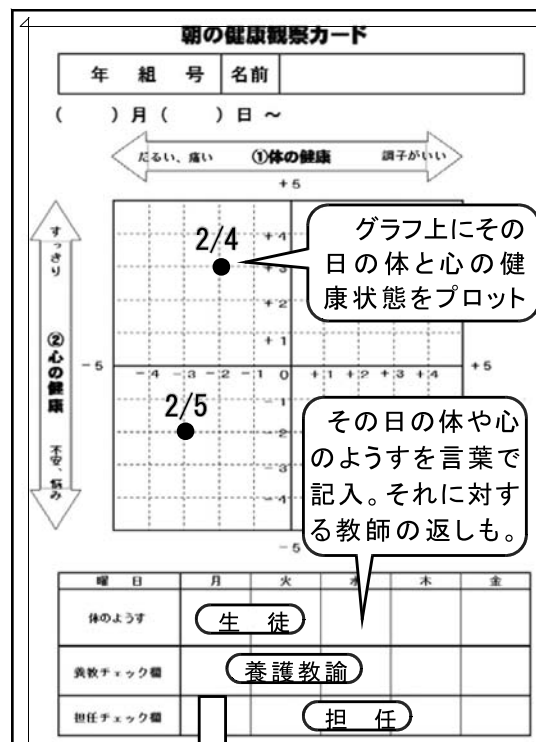 朝の健康観察カード
年 組 号 名前
( )月( )日 ~
だるい、痛い ①体の健康 調子がいい
+5
すっきり
②心の健康
不安、悩み
2/4
グラフ上にその
日の体と心の健
康状態をプロット
+4
+3
+2
+1
-5 -4 -3 -2 -1 0 +1 +2 +3 +4 +5
2/5
-1
-2
-3
-4
-5
その日の体や心
のようすを言葉で
記入。それに対す
る教師の返しも。
曜 日 月 火 水 木 金
体のようす 生 徒
養教チェック欄 養護教諭
担任チェック欄 担 任